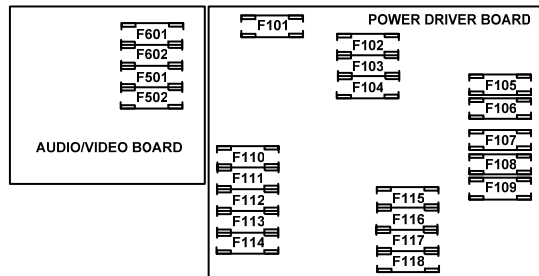 F601
F602
F501
F502
AUDIO/VIDEO BOARD
POWER DRIVER BOARD
F101
F102
F103
F104
F105
F106
F107
F108
F109
F110
F111
F112
F113
F114
F115
F116
F117
F118